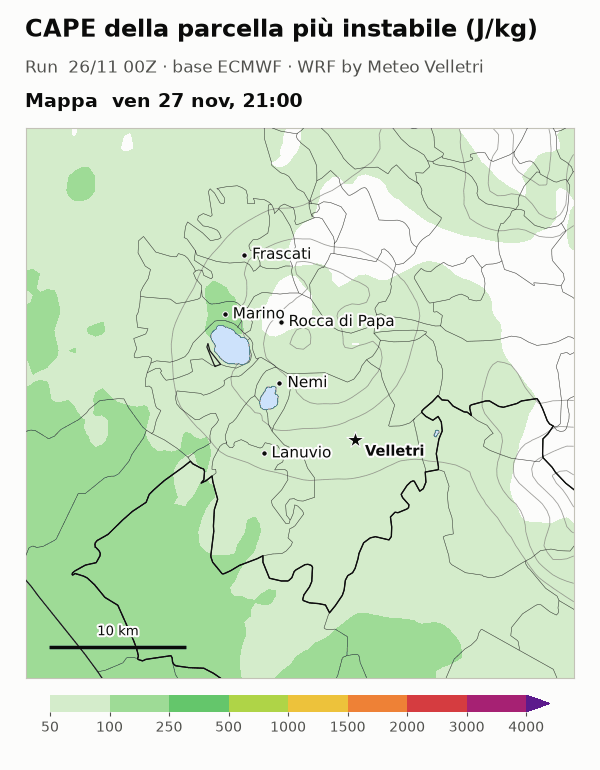 CAPE della parcella più instabile (J/kg)
Run  26/11 00Z · base ECMWF · WRF by Meteo Velletri
Mappa  ven 27 nov, 21:00
Frascati
Marino
Rocca di Papa
Nemi
Velletri
Lanuvio
10 km
50 100 250 500 1000 1500 2000 3000 4000